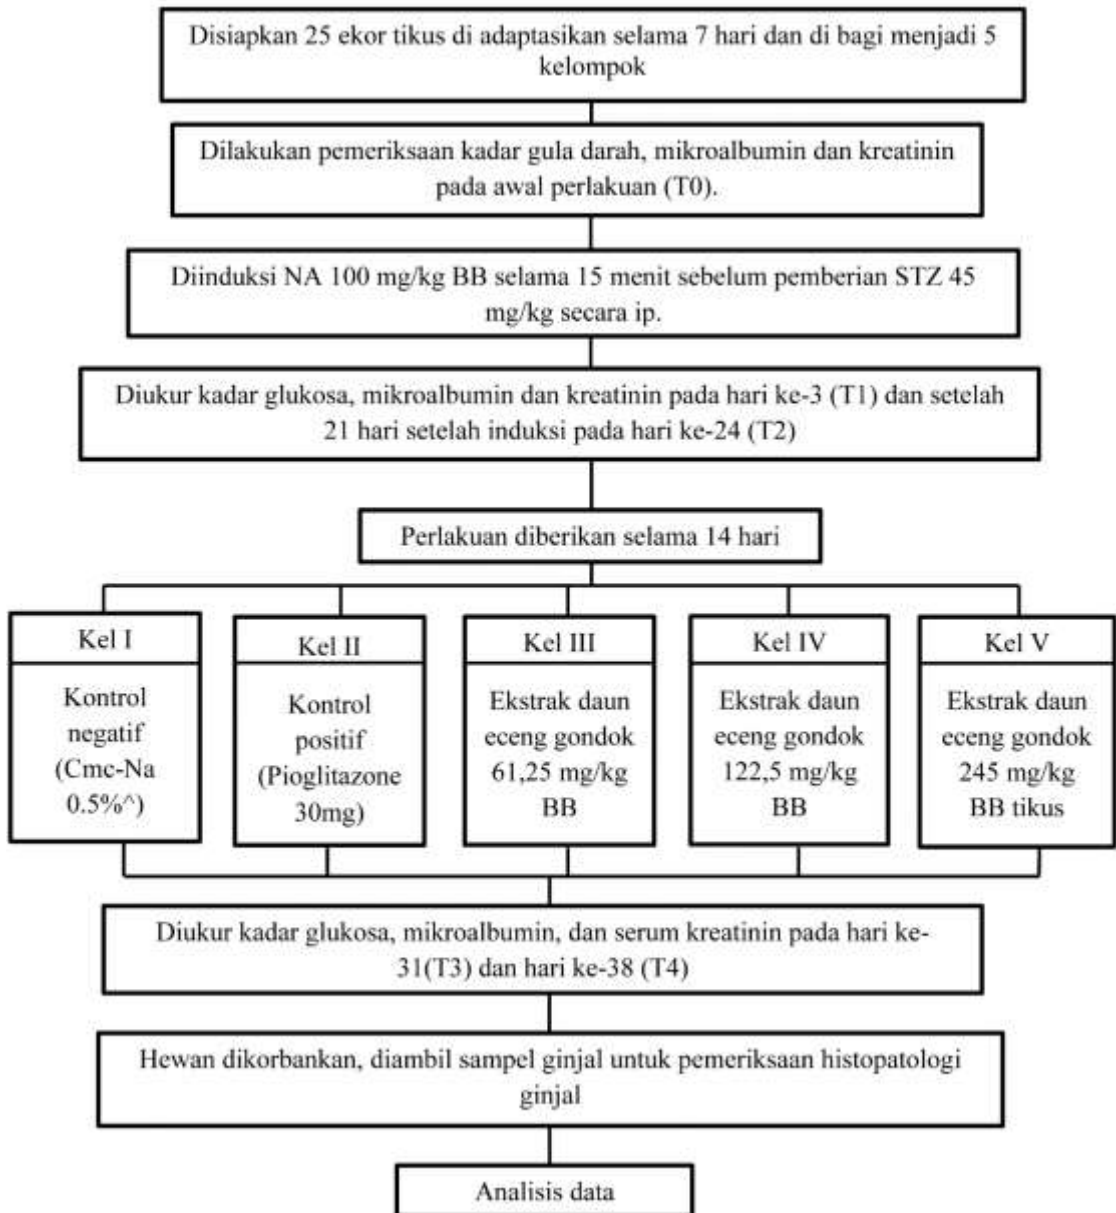 Disiapkan 25 ekor tikus di adaptasikan selama 7 hari dan di bagi menjadi 5
kelompok
Dilakukan pemeriksaan kadar gula darah, mikroalbumin dan kreatinin
pada awal perlakuan (T0).
Diinduksi NA 100 mg/kg BB selama 15 menit sebelum pemberian STZ 45
mg/kg secara ip.
Diukur kadar glukosa, mikroalbumin dan kreatinin pada hari ke-3 (T1) dan setelah
21 hari setelah induksi pada hari ke-24 (T2)
Perlakuan diberikan selama 14 hari
Kel I
Kontrol
negatif
(Cmc-Na
0.5%^)
Kel II
Kontrol
positif
(Pioglitazone
30mg)
Kel III
Ekstrak daun
eceng gondok
61,25 mg/kg
BB
Kel IV
Ekstrak daun
eceng gondok
122,5 mg/kg
BB
Kel V
Ekstrak daun
eceng gondok
245 mg/kg
BB tikus
Diukur kadar glukosa, mikroalbumin, dan serum kreatinin pada hari ke-
31(T3) dan hari ke-38 (T4)
Hewan dikorbankan, diambil sampel ginjal untuk pemeriksaan histopatologi
ginjal
Analisis data